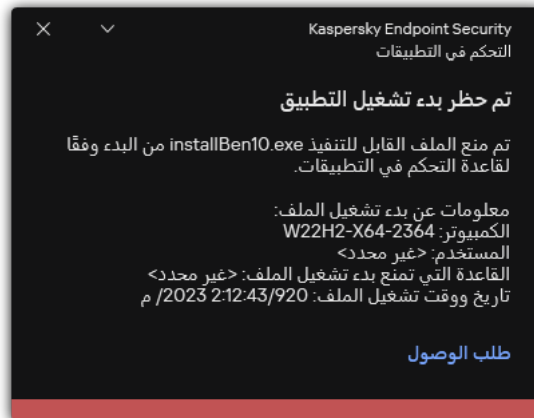 Kaspersky Endpoint Security
التحكم في التطبيقات
تم حظر بدء تشغيل التطبيق
تم منع الملف القابل للتنفيذ installBen10.exe من البدء وفقًا
لقاعدة التحكم في التطبيقات.
معلومات عن بدء تشغيل الملف:
الكمبيوتر: W22H2-X64-2364
المستخدم: <غير محدد>
القاعدة التي تمنع بدء تشغيل الملف: <غير محدد>
تاريخ ووقت تشغيل الملف: 920/2023 2:12:43/ م
طلب الوصول